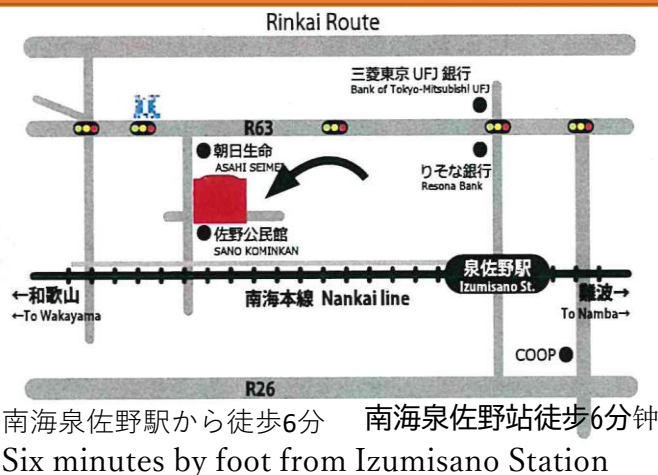 Rinkai Route
三菱東京 UFJ 銀行
Bank of Tokyo-Mitsubishi UFJ
R63
朝日生命
ASAHI SEIMEI
りそな銀行
Resona Bank
佐野公民館
SANO KOMINKAN
泉佐野駅
Izumisano St.
←和歌山
←To Wakayama
南海本線 Nankai line
難波→
To Namba→
COOP
R26
南海泉佐野駅から徒歩6分
南海泉佐野站徒步6分钟
Six minutes by foot from Izumisano Station